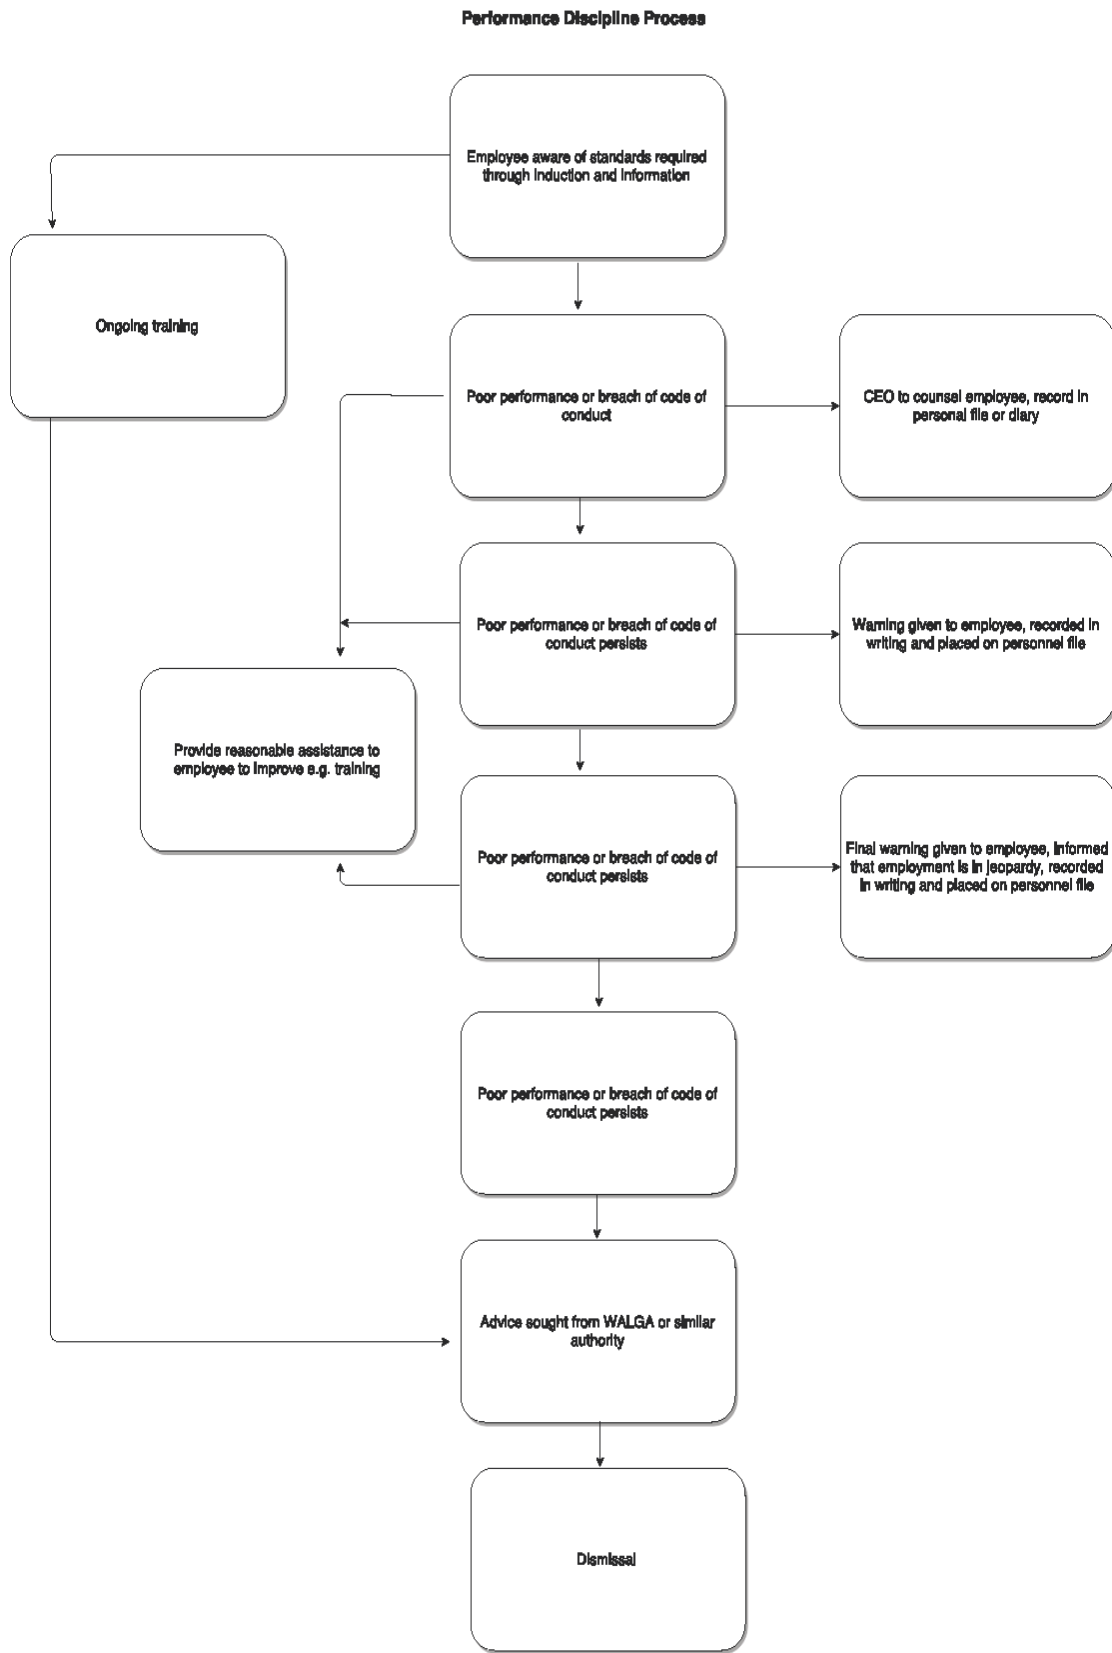 Performance Discipline Process
Employee aware of standards required
through induction and information
Ongoing training
Poor performance or breach of code of
conduct
CEO to counsel employee, record in
personal file or diary
Poor performance or breach of code of
conduct persists
Warning given to employee, recorded in
writing and placed on personnel file
Provide reasonable assistance to
employee to improve e.g. training
Poor performance or breach of code of
conduct persists
Final warning given to employee, informed
that employment is in jeopardy, recorded
in writing and placed on personnel file
Poor performance or breach of code of
conduct persists
Advice sought from WALGA or similar
authority
Dismissal